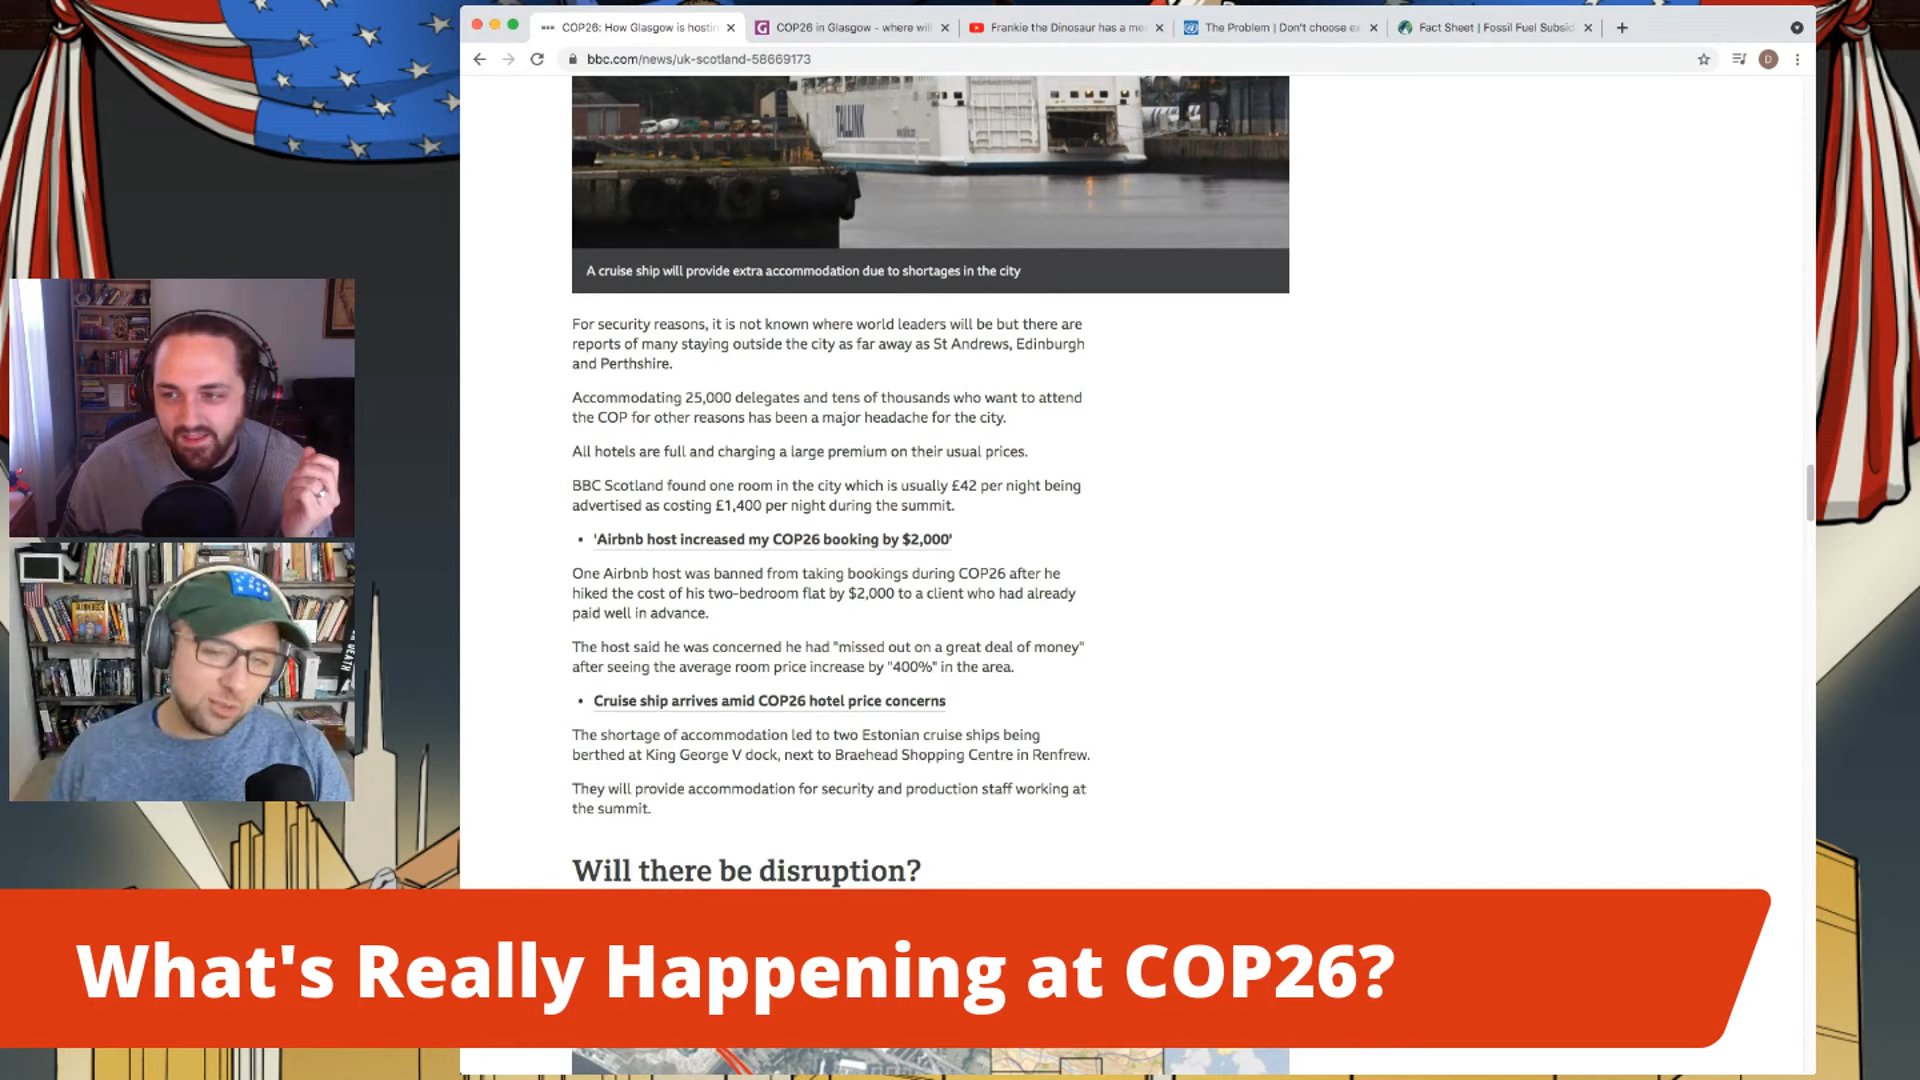 COP26: How Glasgow is hostin
COP26 in Glasgow - where will
Frankie the Dinosaur has a me
The Problem | Don't choose ex
Fact Sheet | Fossil Fuel Subsid
bbc.com/news/uk-scotland-58669173
D
TALLINK
A cruise ship will provide extra accommodation due to shortages in the city
For security reasons, it is not known where world leaders will be but there are
reports of many staying outside the city as far away as St Andrews, Edinburgh
and Perthshire.
Accommodating 25,000 delegates and tens of thousands who want to attend
the COP for other reasons has been a major headache for the city.
All hotels are full and charging a large premium on their usual prices.
BBC Scotland found one room in the city which is usually £42 per night being
advertised as costing £1,400 per night during the summit.
• 'Airbnb host increased my COP26 booking by $2,000'
One Airbnb host was banned from taking bookings during COP26 after he
hiked the cost of his two-bedroom flat by $2,000 to a client who had already
paid well in advance.
The host said he was concerned he had "missed out on a great deal of money"
after seeing the average room price increase by "400%" in the area.
• Cruise ship arrives amid COP26 hotel price concerns
The shortage of accommodation led to two Estonian cruise ships being
berthed at King George V dock, next to Braehead Shopping Centre in Renfrew.
They will provide accommodation for security and production staff working at
the summit.
Will there be disruption?
DEATH
What's Really Happening at COP26?